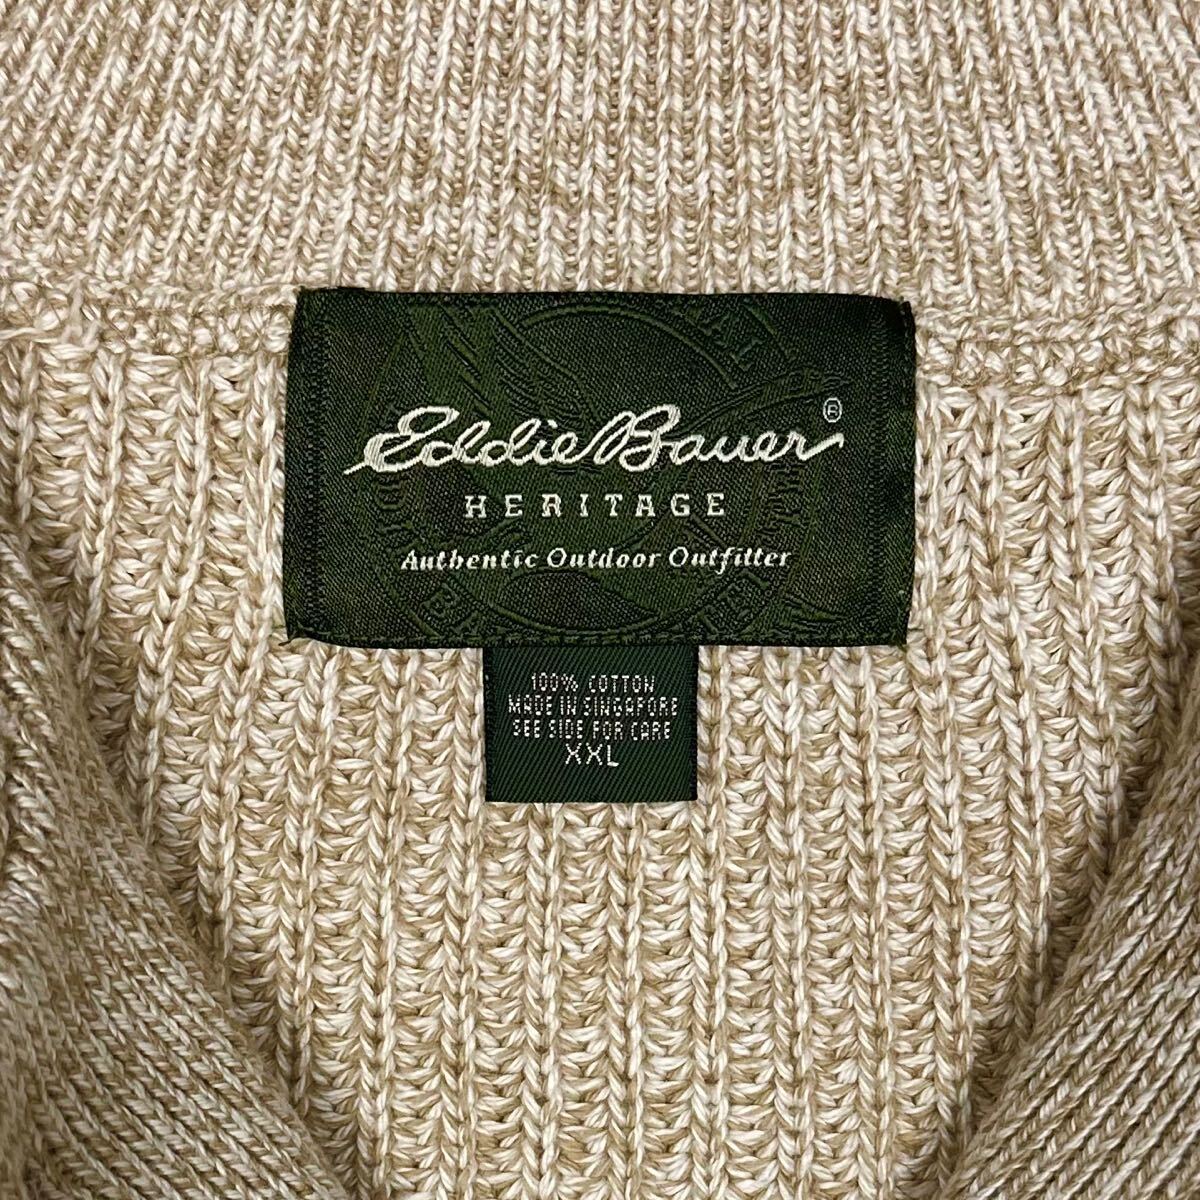 Eddie Bauer®
HERITAGE
Authentic Outdoor Outfitter
100% COTTON
MADE IN SINGAPORE
SEE SIDE FOR CARE
XXL